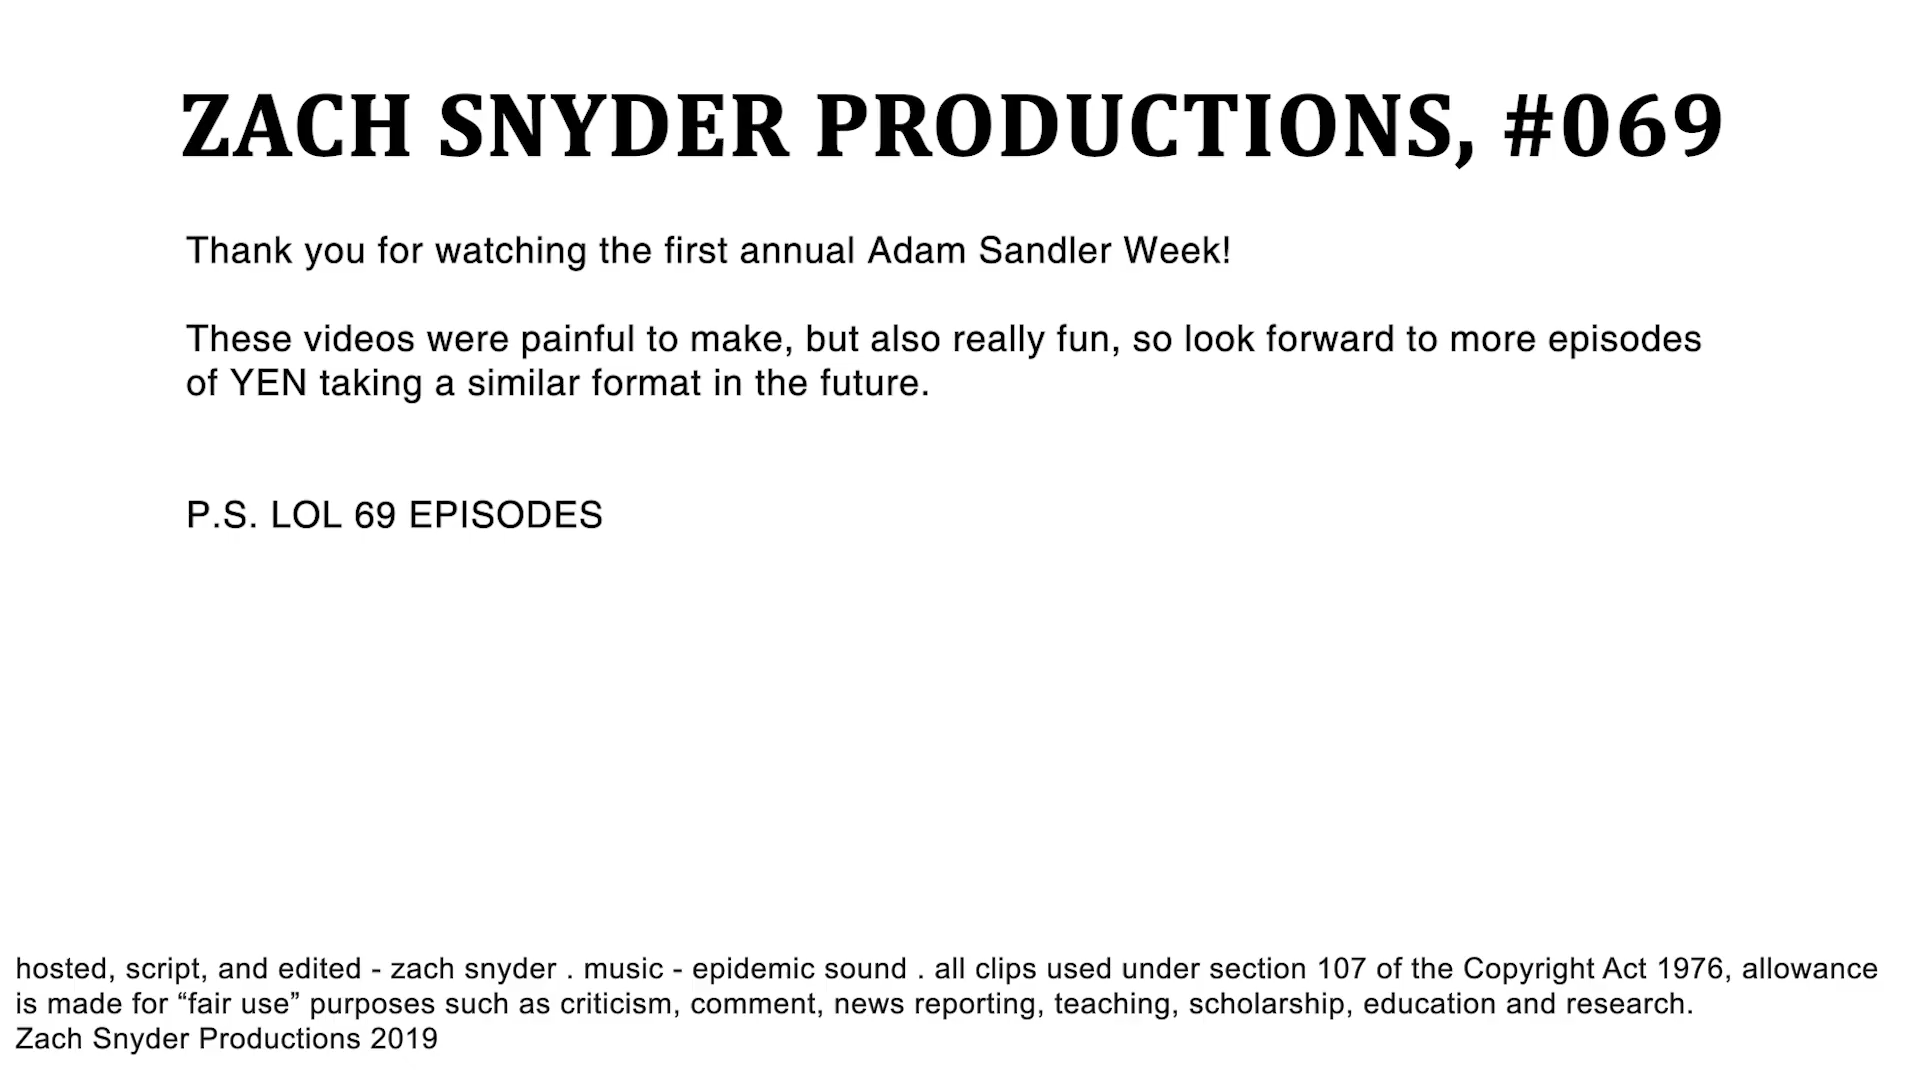 ZACH SNYDER PRODUCTIONS, #069
Thank you for watching the first annual Adam Sandler Week!
These videos were painful to make, but also really fun, so look forward to more episodes
of YEN taking a similar format in the future.
P.S. LOL 69 EPISODES
hosted, script, and edited - zach snyder . music - epidemic sound . all clips used under section 107 of the Copyright Act 1976, allowance
is made for “fair use” purposes such as criticism, comment, news reporting, teaching, scholarship, education and research.
Zach Snyder Productions 2019